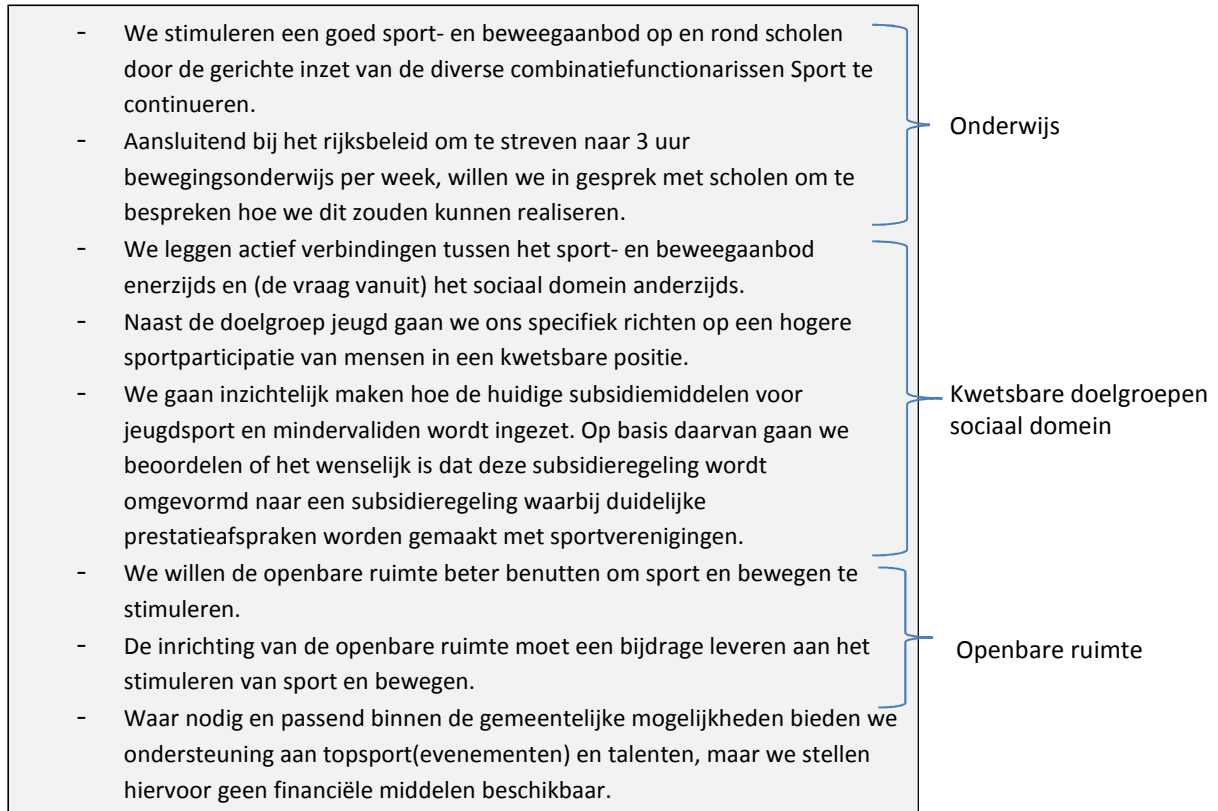 - We stimuleren een goed sport- en beweegaanbod op en rond scholen
door de gerichte inzet van de diverse combinatiefunctionarissen Sport te
continueren.
- Aansluitend bij het rijksbeleid om te streven naar 3 uur
bewegingsonderwijs per week, willen we in gesprek met scholen om te
bespreken hoe we dit zouden kunnen realiseren.
Onderwijs
- We leggen actief verbindingen tussen het sport- en beweegaanbod
enerzijds en (de vraag vanuit) het sociaal domein anderzijds.
- Naast de doelgroep jeugd gaan we ons specifiek richten op een hogere
sportparticipatie van mensen in een kwetsbare positie.
- We gaan inzichtelijk maken hoe de huidige subsidiemiddelen voor
jeugdsport en mindervaliden wordt ingezet. Op basis daarvan gaan we
beoordelen of het wenselijk is dat deze subsidieregeling wordt
omgevormd naar een subsidieregeling waarbij duidelijke
prestatieafspraken worden gemaakt met sportverenigingen.
Kwetsbare doelgroepen
sociaal domein
- We willen de openbare ruimte beter benutten om sport en bewegen te
stimuleren.
- De inrichting van de openbare ruimte moet een bijdrage leveren aan het
stimuleren van sport en bewegen.
Openbare ruimte
- Waar nodig en passend binnen de gemeentelijke mogelijkheden bieden we
ondersteuning aan topsport(evenementen) en talenten, maar we stellen
hiervoor geen financiële middelen beschikbaar.